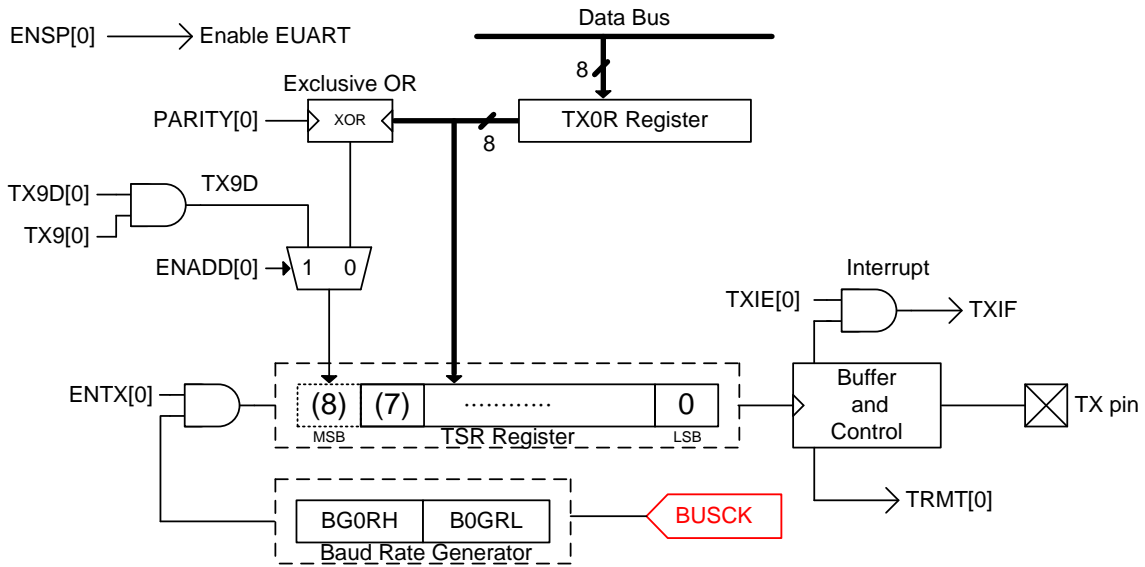 Data Bus
ENSP[0]
Enable EUART
8
Exclusive OR
PARITY[0]
XOR
TX0R Register
8
TX9D[0]
TX9D
TX9[0]
ENADD[0]
1 0
Interrupt
TXIE[0]
TXIF
ENTX[0]
(8) (7) ............ 0
MSB
TSR Register
LSB
Buffer
and
Control
TX pin
TRMT[0]
BG0RH B0GRL
BUSCK
Baud Rate Generator